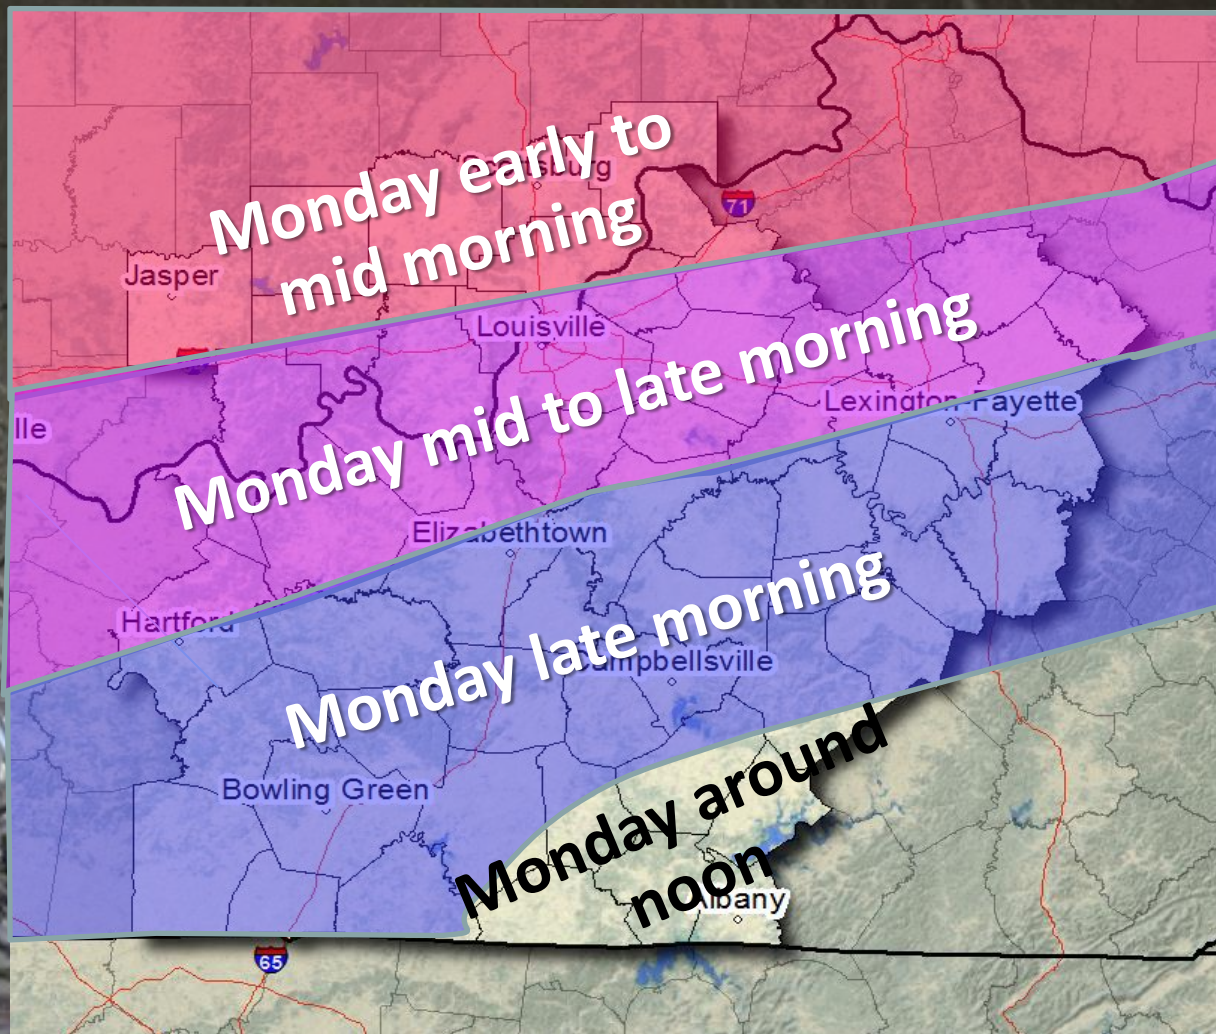 Monday early to
mid morning
Scottsburg
71
Jasper
Louisville
Monday mid to late morning
Lexington-Fayette
lle
Elizabethtown
Hartford
Monday late morning
Campbellsville
Bowling Green
Monday around
noon
Albany
65